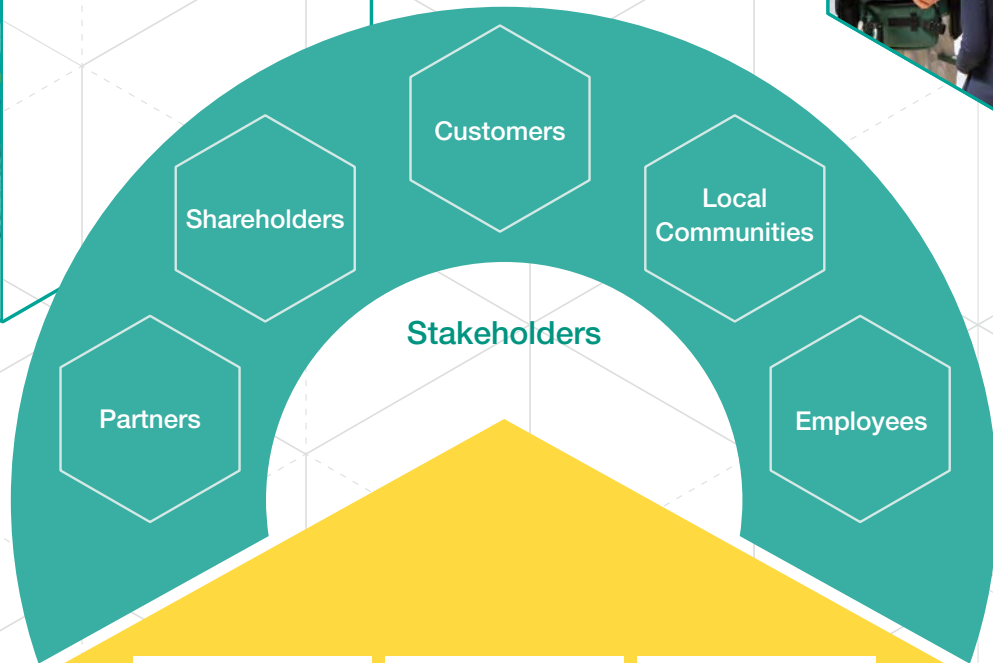 Customers
Shareholders
Local
Communities
Stakeholders
Partners
Employees